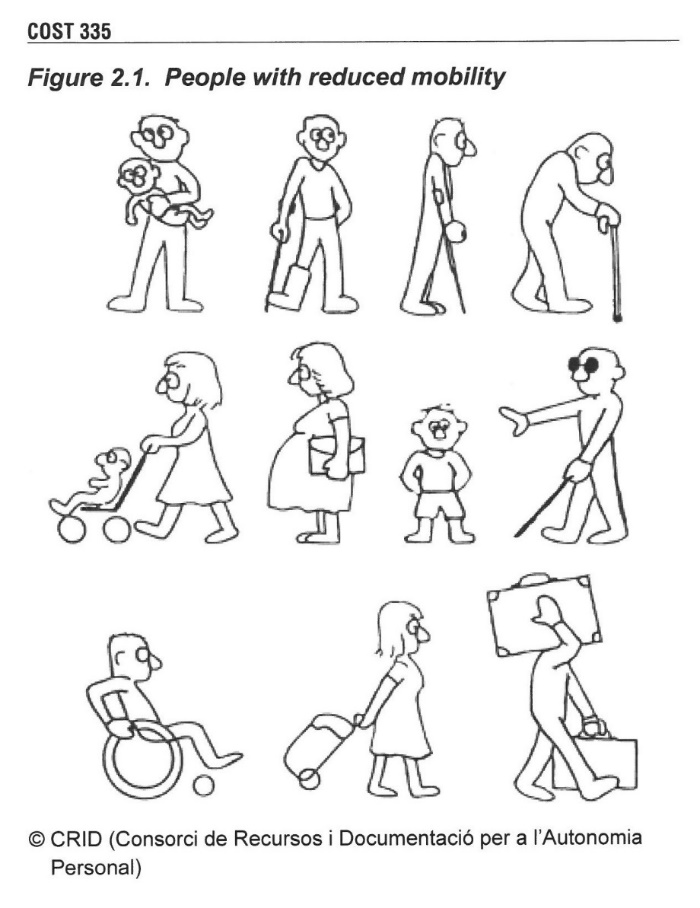 COST 335
Figure 2.1. People with reduced mobility
© CRID (Consorci de Recursos i Documentació per a l'Autonomia
Personal)